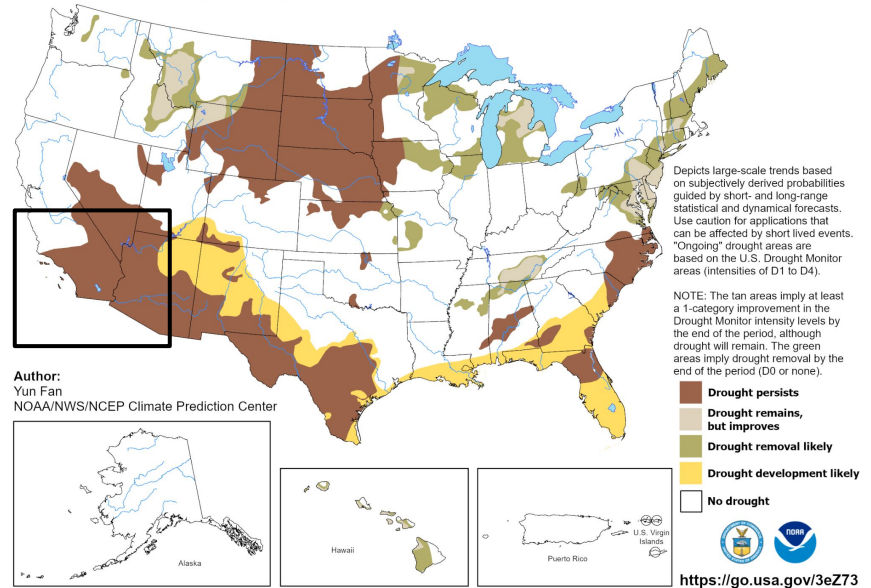 Depicts large-scale trends based
on subjectively derived probabilities
guided by short- and long-range
statistical and dynamical forecasts.
Use caution for applications that
can be affected by short lived events.
"Ongoing" drought areas are
based on the U.S. Drought Monitor
areas (intensities of D1 to D4).
NOTE: The tan areas imply at least
a 1-category improvement in the
Drought Monitor intensity levels by
the end of the period, although
drought will remain. The green
areas imply drought removal by the
end of the period (D0 or none).
Author:
Yun Fan
NOAA/NWS/NCEP Climate Prediction Center
Drought persists
Drought remains,
but improves
Drought removal likely
Drought development likely
No drought
Alaska
Hawaii
Puerto Rico
U.S. Virgin
Islands
NOAA
https://go.usa.gov/3eZ73